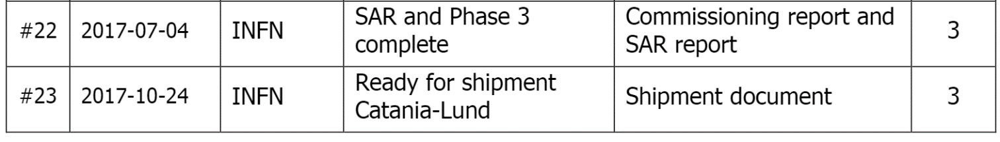 #22 2017-07-04 INFN SAR and Phase 3 complete Commissioning report and SAR report 3
#23 2017-10-24 INFN Ready for shipment Catania-Lund Shipment document 3